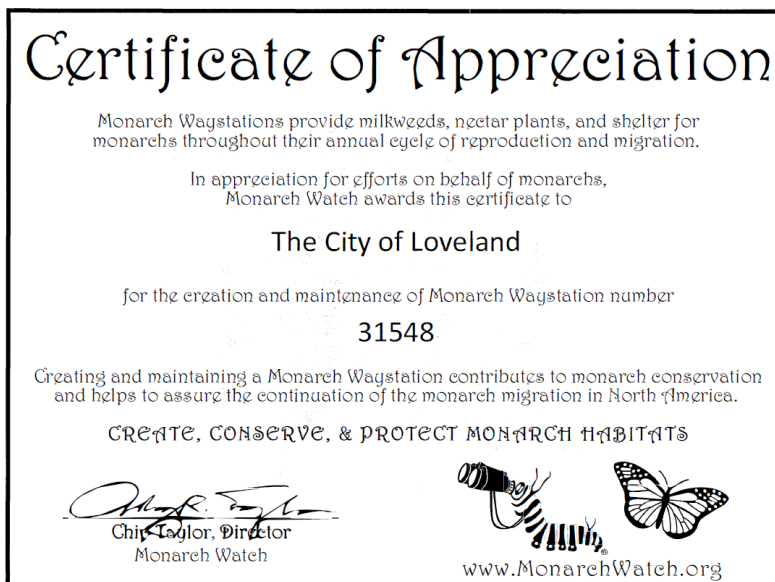 Certificate of Appreciation
Monarch Waystations provide milkweeds, nectar plants, and shelter for
monarchs throughout their annual cycle of reproduction and migration.
In appreciation for efforts on behalf of monarchs,
Monarch Watch awards this certificate to
The City of Loveland
for the creation and maintenance of Monarch Waystation number
31548
Creating and maintaining a Monarch Waystation contributes to monarch conservation
and helps to assure the continuation of the monarch migration in North America.
CREATE, CONSERVE, & PROTECT MONARCH HABITATS
Chip Taylor, Director
Monarch Watch
®
www.MonarchWatch.org